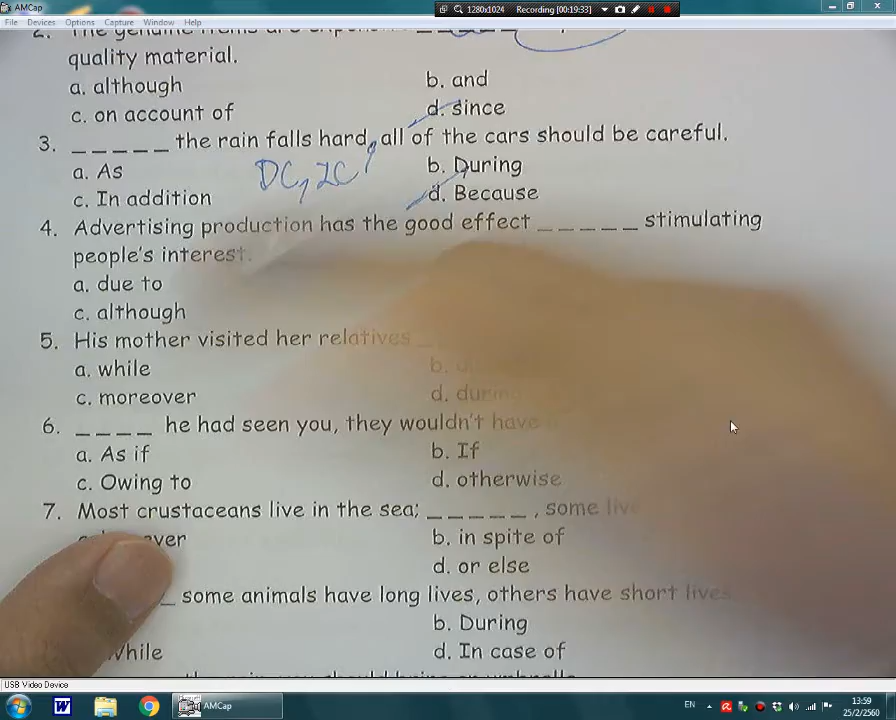 AMCap
1280x1024 Recording [00:19:33]
File Devices Options Capture Window Help
quality material.
a. although b. and
c. on account of d. since
3. _ _ _ _ _ the rain falls hard, all of the cars should be careful.
a. As b. During
DC, IC
c. In addition d. Because
4. Advertising production has the good effect _ _ _ _ _ stimulating
people's interest.
a. due to
c. although
5. His mother visited her relatives
a. while
c. moreover d. during
6. _ _ _ _ he had seen you, they wouldn't have
a. As if b. If
c. Owing to d. otherwise
7. Most crustaceans live in the sea; _ _ _ _ _ , some live
b. in spite of
d. or else
some animals have long lives, others have short lives
b. During
While d. In case of
USB Video Device
AMCap EN 13:59
25/2/2560